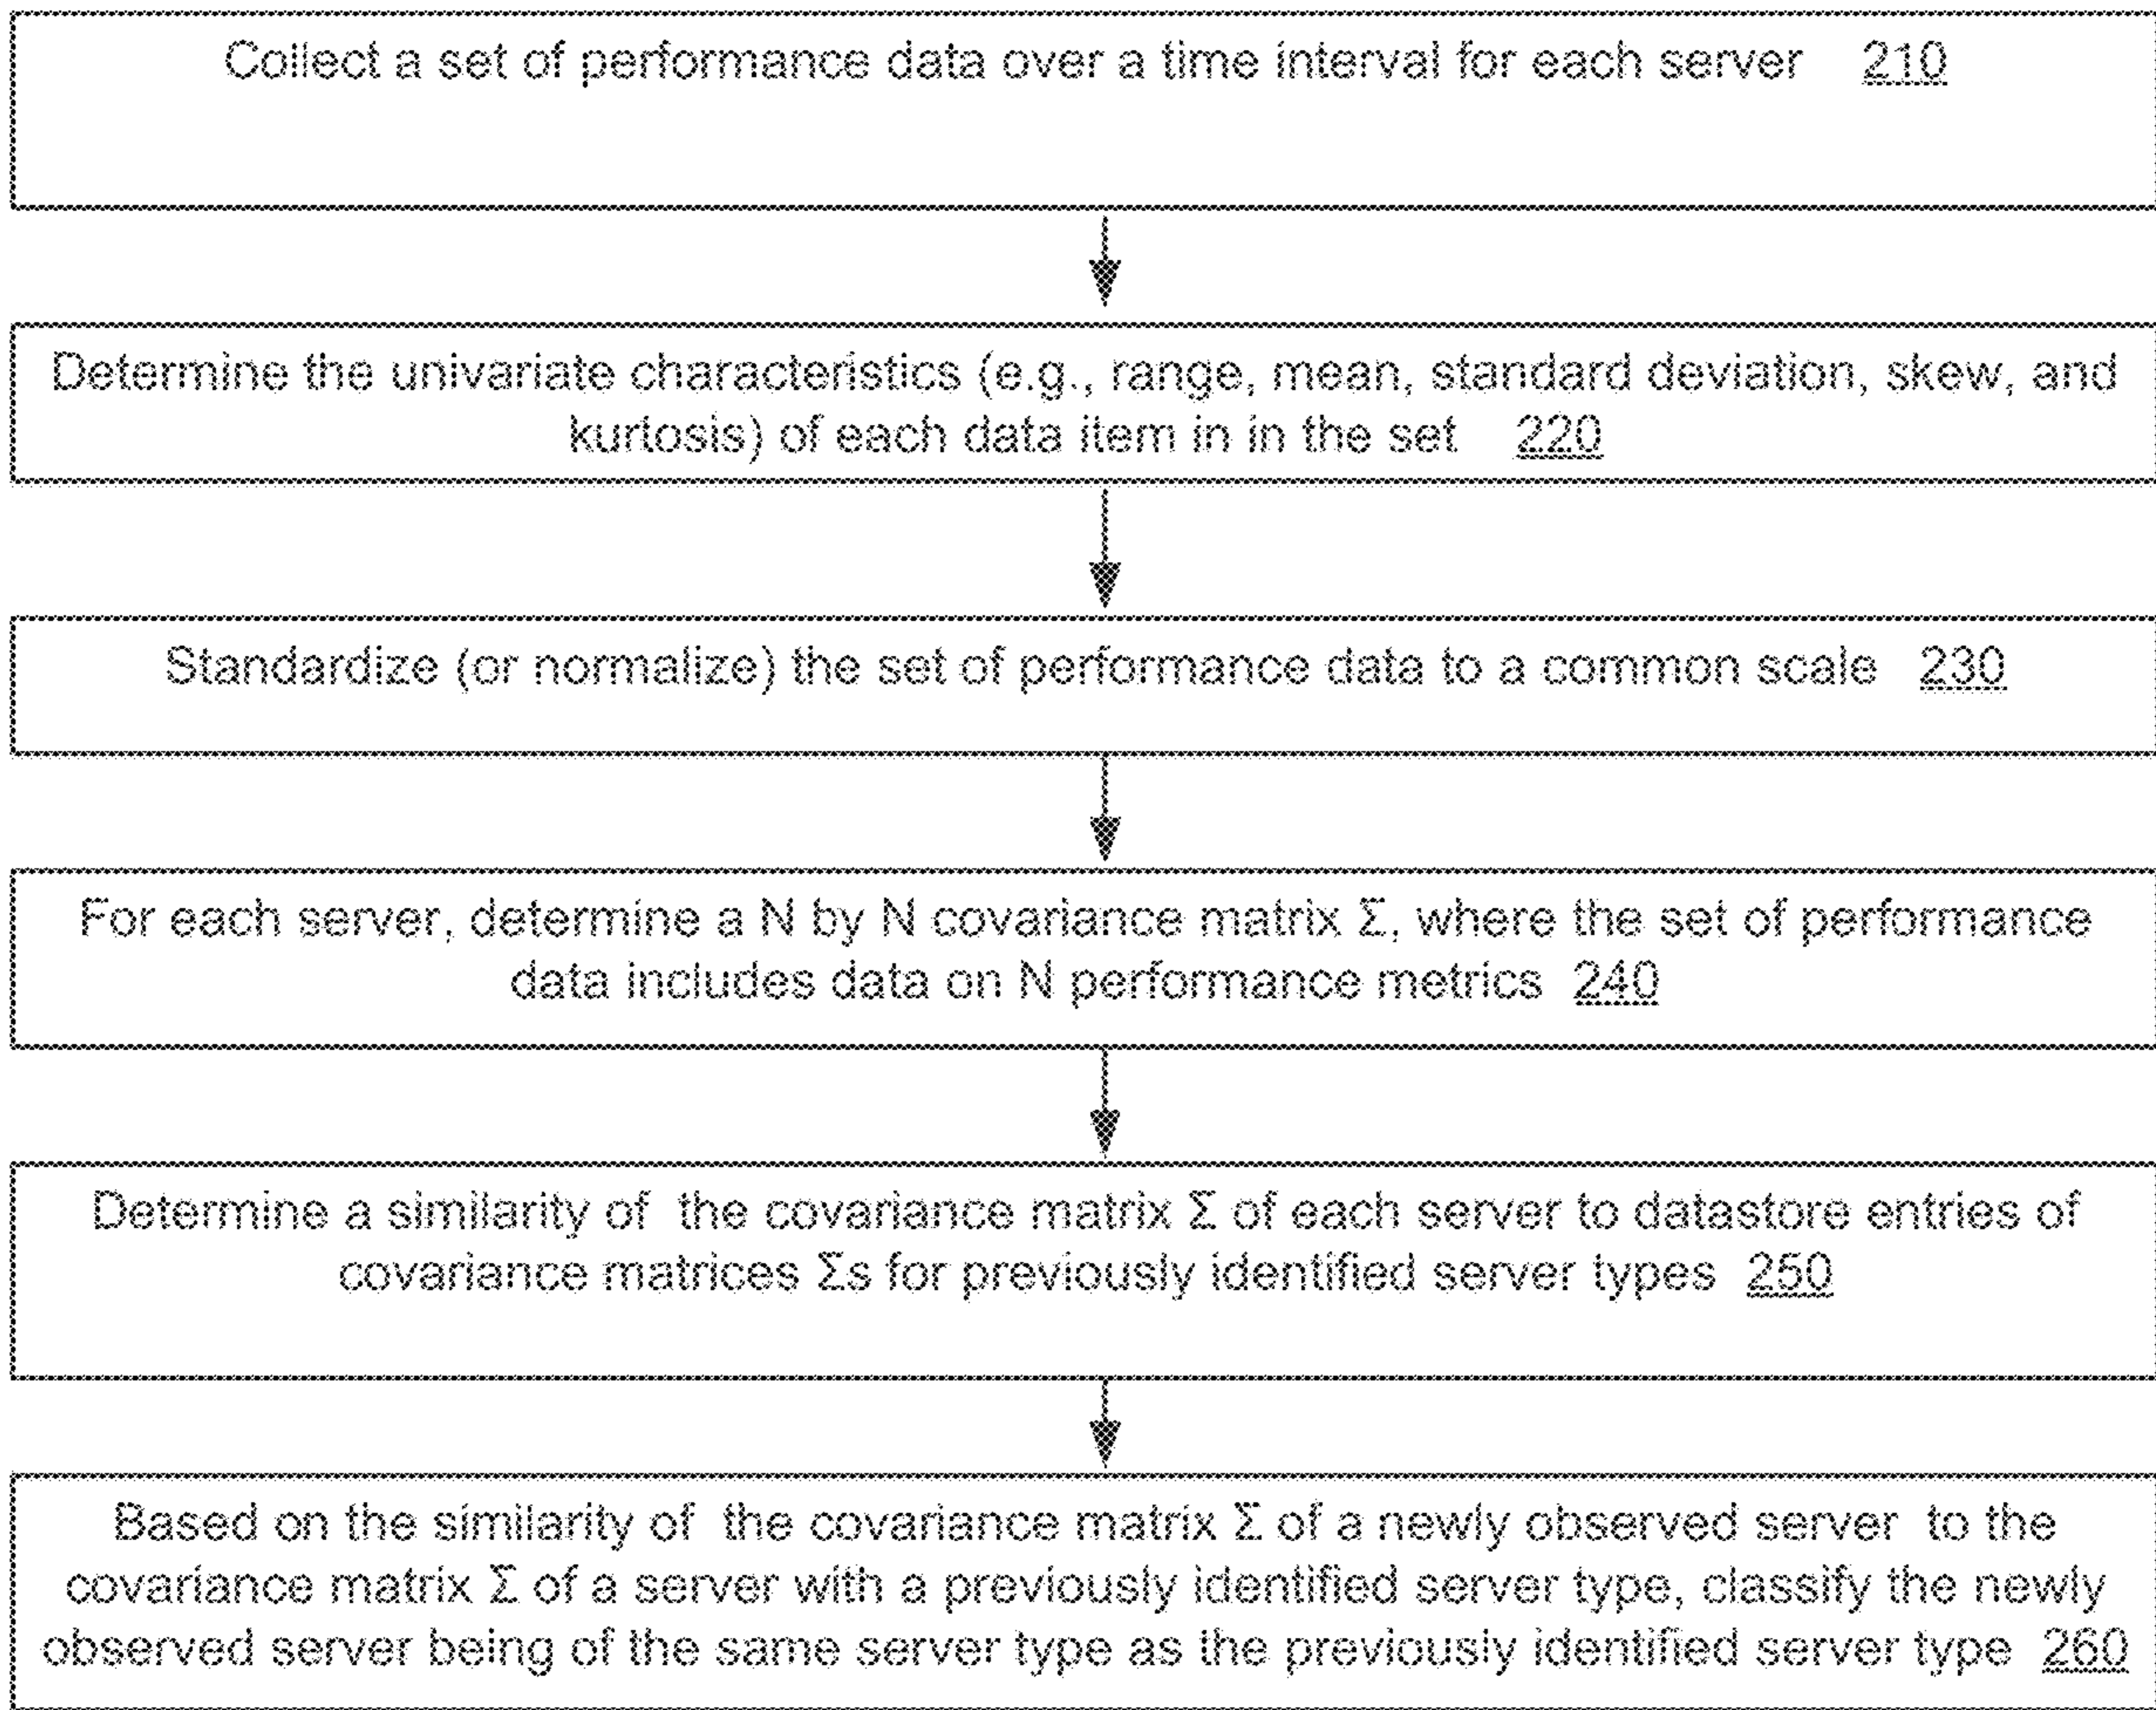 Collect a set of performance data over a time interval for each server 210
Determine the univariate characteristics (e.g., range, mean, standard deviation, skew, and
kurtosis) of each data item in in the set 220
Standardize (or normalize) the set of performance data to a common scale 230
For each server, determine a N by N covariance matrix Σ, where the set of performance
data includes data on N performance metrics 240
Determine a similarity of the covariance matrix Σ of each server to datastore entries of
covariance matrices Σs for previously identified server types 250
Based on the similarity of the covariance matrix Σ of a newly observed server to the
covariance matrix Σ of a server with a previously identified server type, classify the newly
observed server being of the same server type as the previously identified server type 260